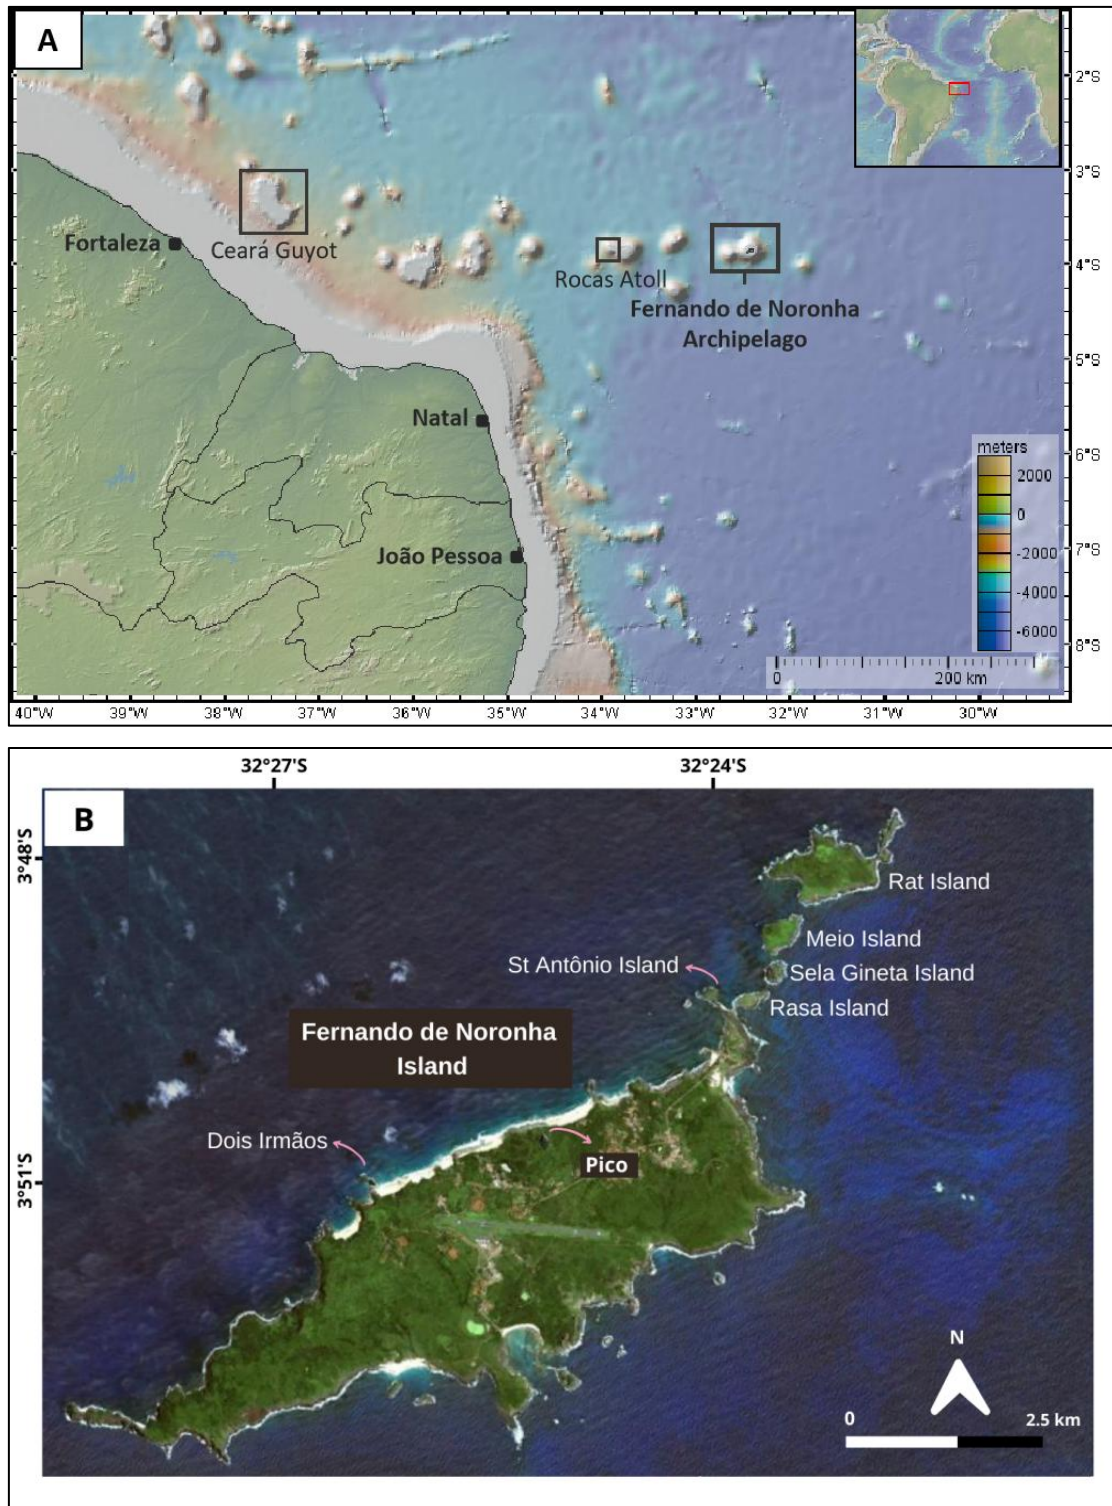 A
2°S
3°S
Fortaleza
Ceará Guyot
4°S
Rocas Atoll
Fernando de Noronha
Archipelago
5°S
Natal
meters
2000
0
-2000
-4000
-6000
6°S
João Pessoa
7°S
8°S
0
200 km
40°W 39°W 38°W 37°W 36°W 35°W 34°W 33°W 32°W 31°W 30°W
32°27'S 32°24'S
B
3°48'S
Rat Island
Meio Island
St Antônio Island
Sela Gineta Island
Rasa Island
Fernando de Noronha
Island
Dois Irmãos
Pico
3°51'S
N
0 2.5 km